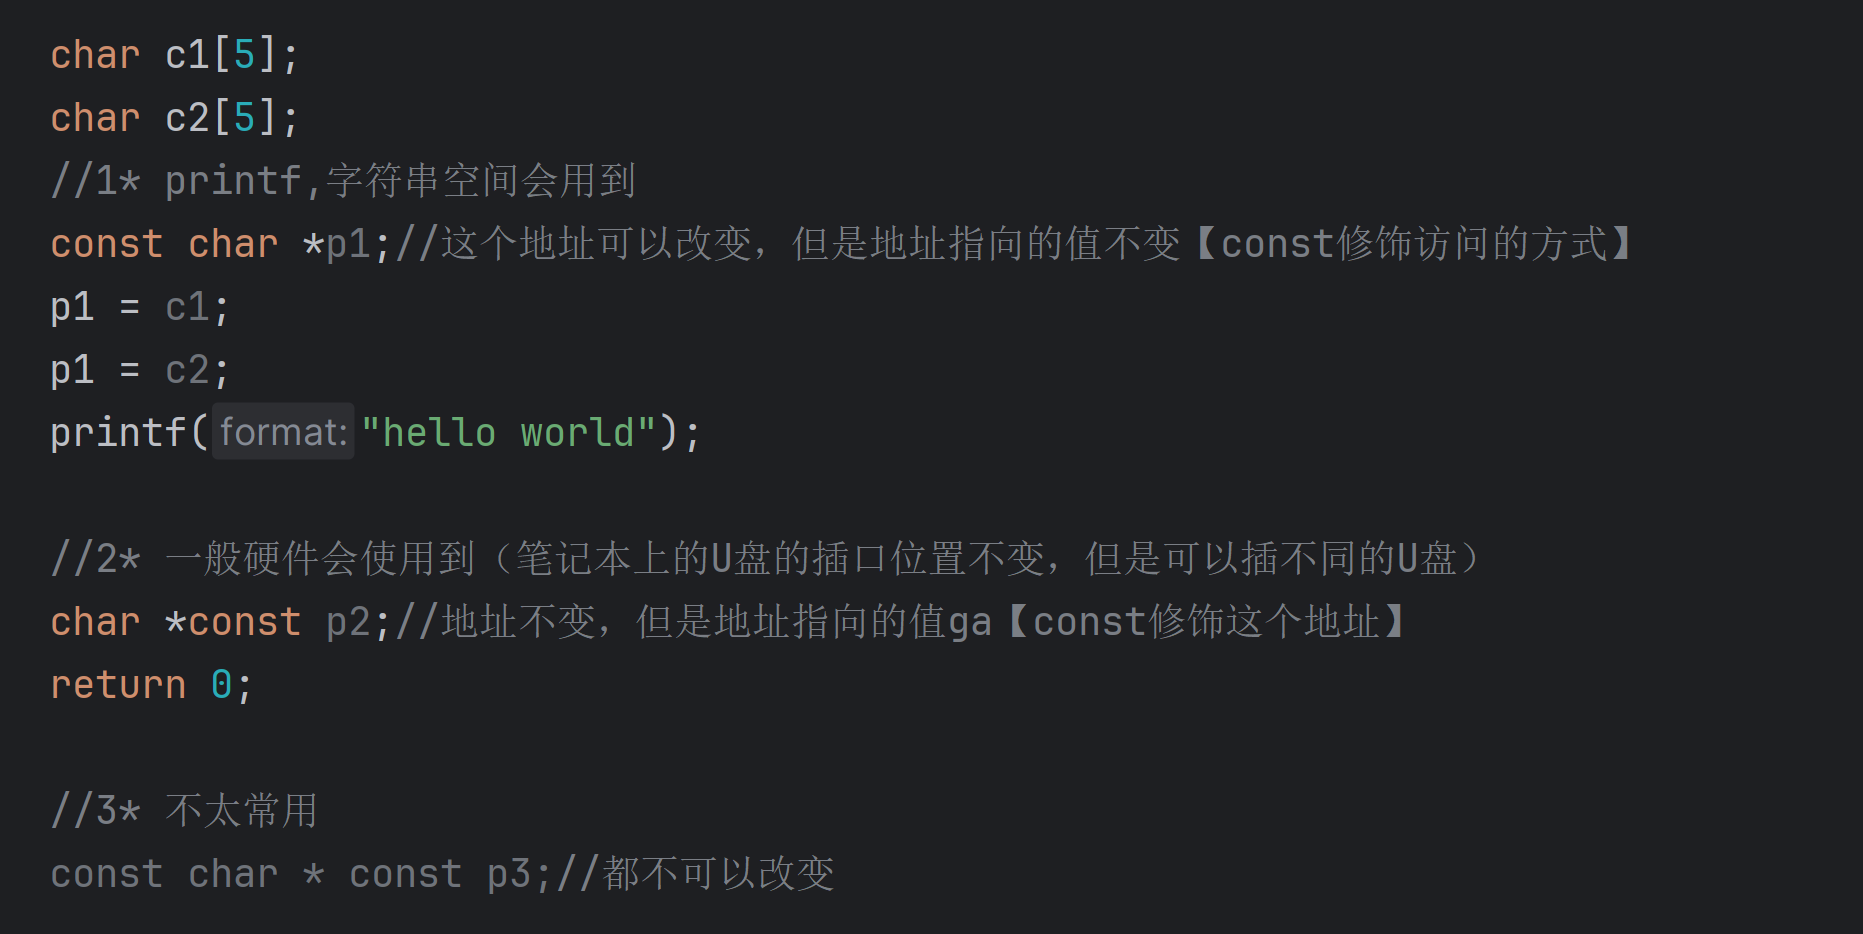 char c1[5];
char c2[5];
//1* printf,字符串空间会用到
const char *p1;//这个地址可以改变，但是地址指向的值不变【const修饰访问的方式】
p1 = c1;
p1 = c2;
printf(format:"hello world");
//2* 一般硬件会使用到（笔记本上的U盘的插口位置不变，但是可以插不同的U盘）
char *const p2;//地址不变，但是地址指向的值ga【const修饰这个地址】
return 0;
//3* 不太常用
const char * const p3;//都不可以改变